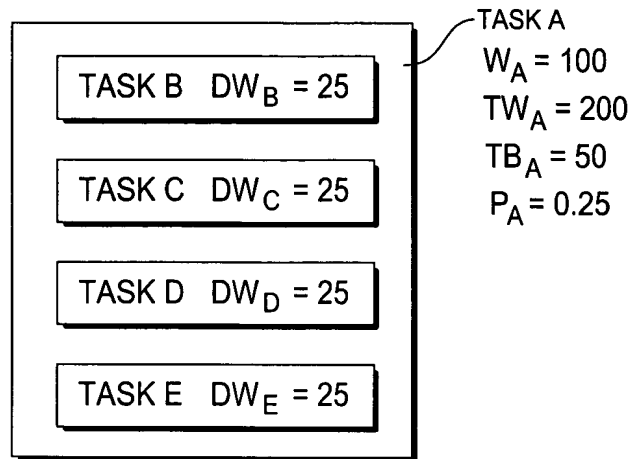 TASK A
W_A = 100
TW_A = 200
TB_A = 50
P_A = 0.25
TASK B DW_B = 25
TASK C DW_C = 25
TASK D DW_D = 25
TASK E DW_E = 25